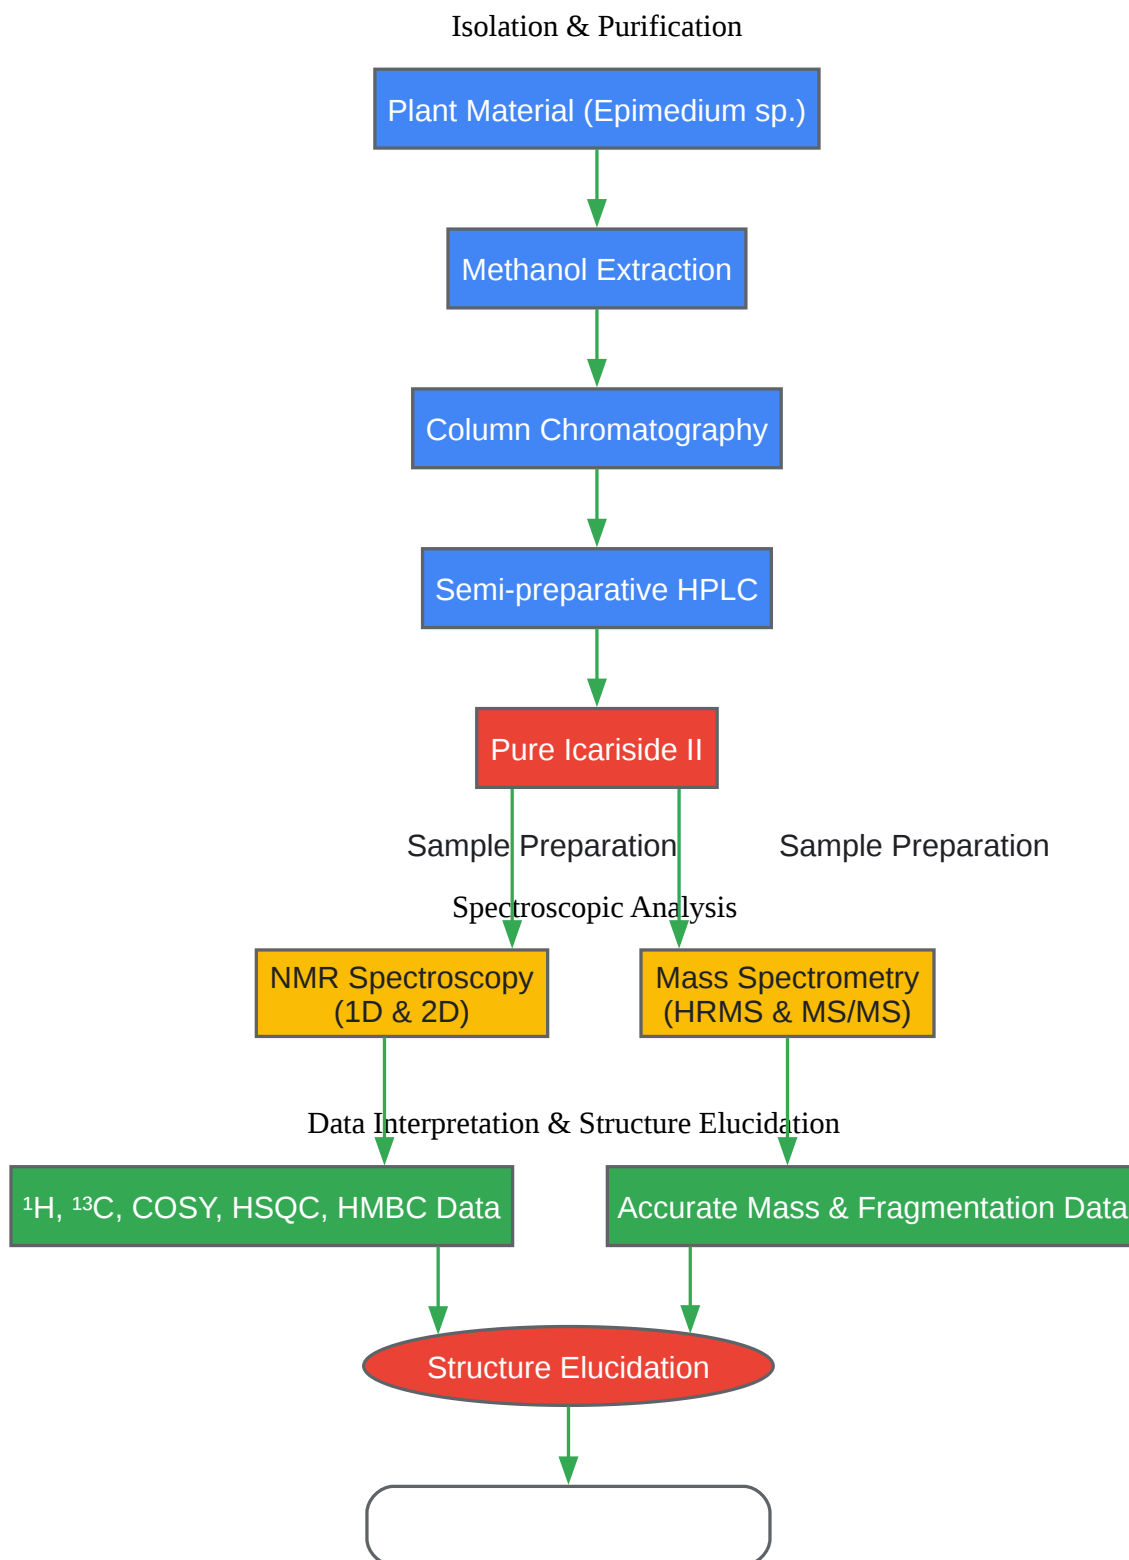 Isolation & Purification
Plant Material (Epimedium sp.)
Methanol Extraction
Column Chromatography
Semi-preparative HPLC
Pure Icariside II
Sample Preparation
Sample Preparation
Spectroscopic Analysis
NMR Spectroscopy
(1D & 2D)
Mass Spectrometry
(HRMS & MS/MS)
Data Interpretation & Structure Elucidation
¹H, ¹³C, COSY, HSQC, HMBC Data
Accurate Mass & Fragmentation Data
Structure Elucidation